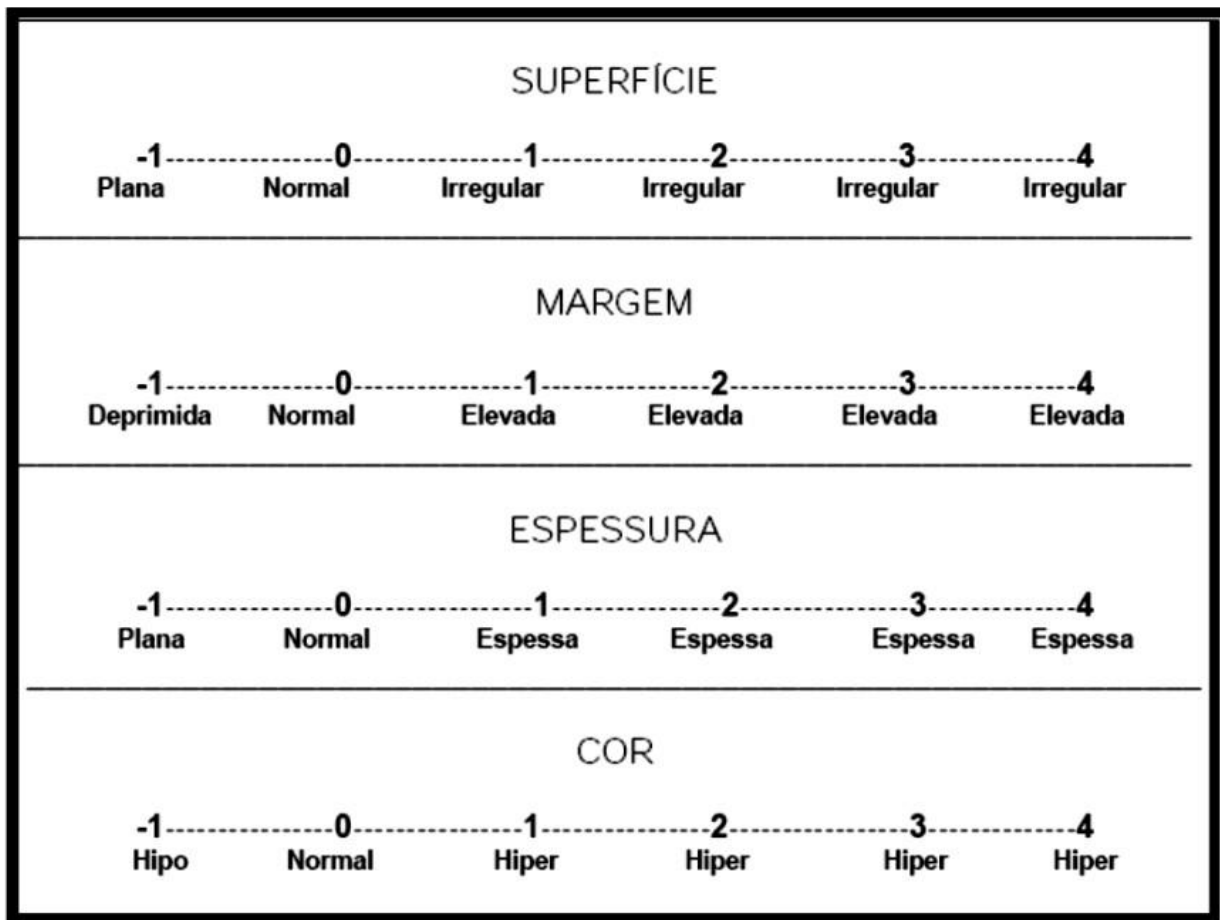 SUPERFÍCIE
-1---------------0---------------1---------------2---------------3--------------4
Plana Normal Irregular Irregular Irregular Irregular
MARGEM
-1---------------0---------------1---------------2---------------3--------------4
Deprimida Normal Elevada Elevada Elevada Elevada
ESPESSURA
-1---------------0---------------1---------------2---------------3-------------4
Plana Normal Espessa Espessa Espessa Espessa
COR
-1---------------0---------------1---------------2---------------3--------------4
Hipo Normal Hiper Hiper Hiper Hiper